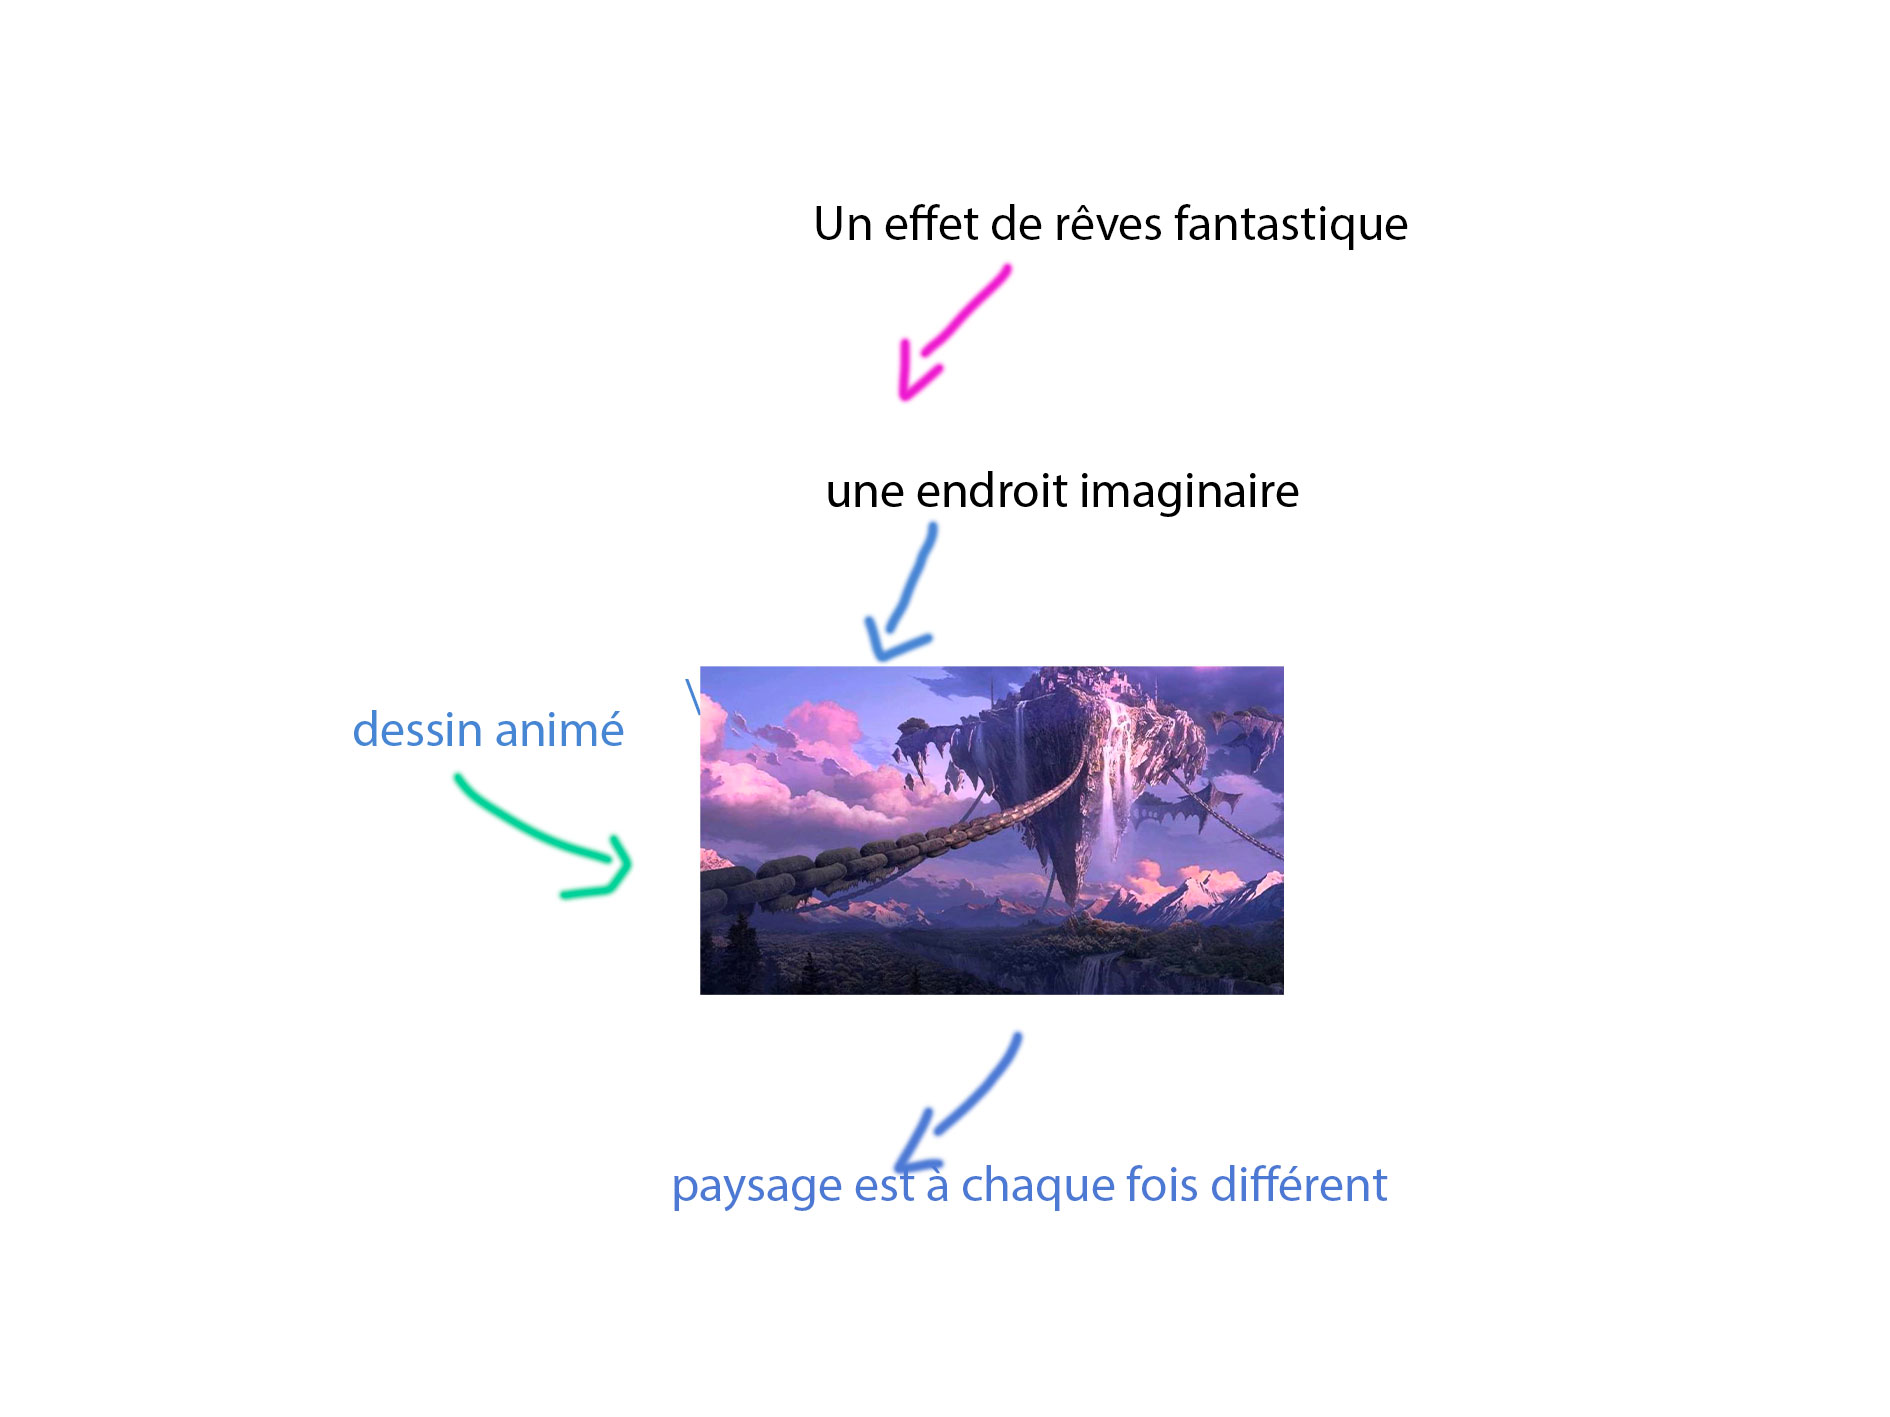 Un effet de rêves fantastique
une endroit imaginaire
\
dessin animé
paysage est à chaque fois différent